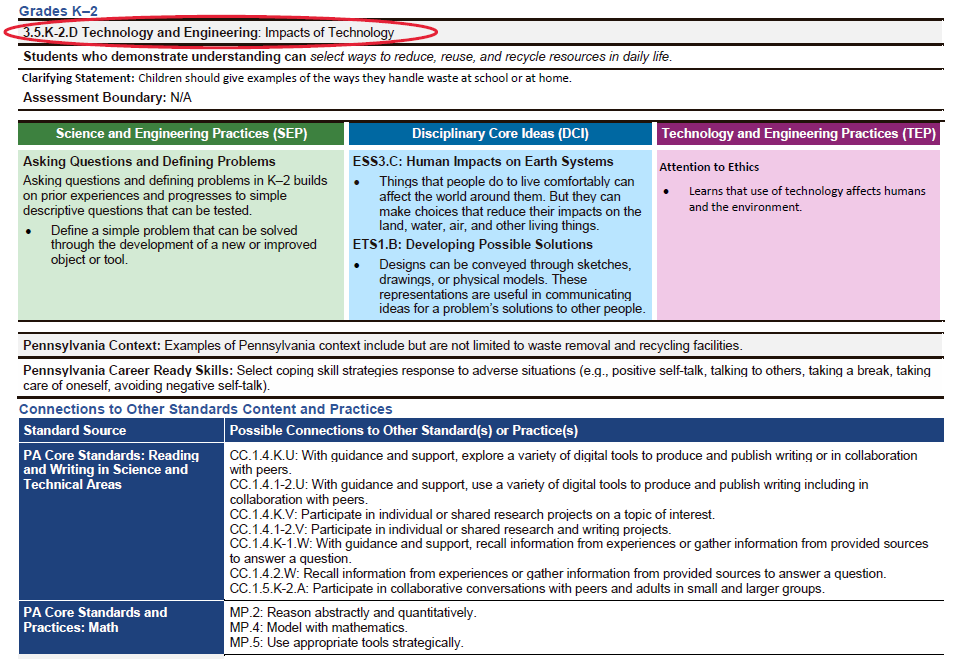 Grades K–2
3.5.K-2.D Technology and Engineering: Impacts of Technology
Students who demonstrate understanding can select ways to reduce, reuse, and recycle resources in daily life.
Clarifying Statement: Children should give examples of the ways they handle waste at school or at home.
Assessment Boundary: N/A
Science and Engineering Practices (SEP)
Asking Questions and Defining Problems
Asking questions and defining problems in K–2 builds
on prior experiences and progresses to simple
descriptive questions that can be tested.
• Define a simple problem that can be solved
through the development of a new or improved
object or tool.
Disciplinary Core Ideas (DCI)
ESS3.C: Human Impacts on Earth Systems
• Things that people do to live comfortably can
affect the world around them. But they can
make choices that reduce their impacts on the
land, water, air, and other living things.
ETS1.B: Developing Possible Solutions
• Designs can be conveyed through sketches,
drawings, or physical models. These
representations are useful in communicating
ideas for a problem's solutions to other people.
Technology and Engineering Practices (TEP)
Attention to Ethics
• Learns that use of technology affects humans
and the environment.
Pennsylvania Context: Examples of Pennsylvania context include but are not limited to waste removal and recycling facilities.
Pennsylvania Career Ready Skills: Select coping skill strategies response to adverse situations (e.g., positive self-talk, talking to others, taking a break, taking
care of oneself, avoiding negative self-talk).
Connections to Other Standards Content and Practices
Standard Source
Possible Connections to Other Standard(s) or Practice(s)
PA Core Standards: Reading
and Writing in Science and
Technical Areas
CC.1.4.K.U: With guidance and support, explore a variety of digital tools to produce and publish writing or in collaboration
with peers.
CC.1.4.1-2.U: With guidance and support, use a variety of digital tools to produce and publish writing including in
collaboration with peers.
CC.1.4.K.V: Participate in individual or shared research projects on a topic of interest.
CC.1.4.1-2.V: Participate in individual or shared research and writing projects.
CC.1.4.K-1.W: With guidance and support, recall information from experiences or gather information from provided sources
to answer a question.
CC.1.4.2.W: Recall information from experiences or gather information from provided sources to answer a question.
CC.1.5.K-2.A: Participate in collaborative conversations with peers and adults in small and larger groups.
PA Core Standards and
Practices: Math
MP.2: Reason abstractly and quantitatively.
MP.4: Model with mathematics.
MP.5: Use appropriate tools strategically.